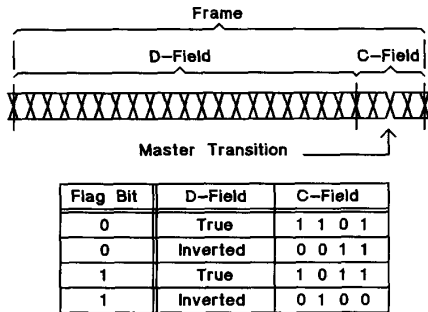 Frame
D-Field C-Field
Master Transition
Flag Bit D-Field C-Field
0 True 1 1 0 1
0 Inverted 0 0 1 1
1 True 1 0 1 1
1 Inverted 0 1 0 0